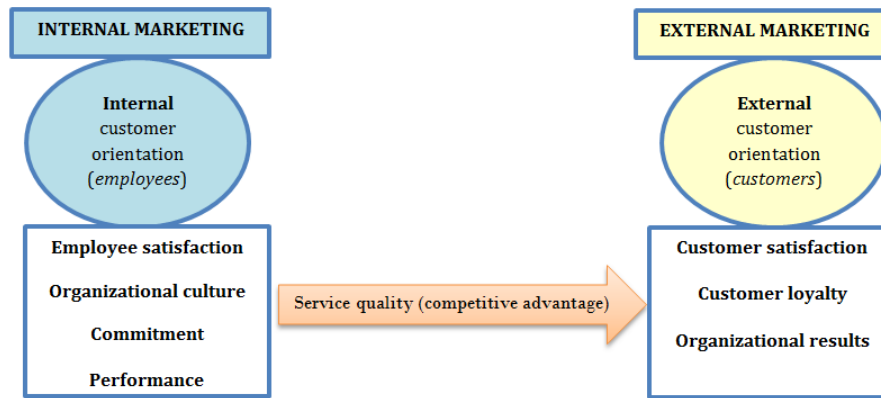 INTERNAL MARKETING
Internal
customer
orientation
(employees)
Employee satisfaction
Organizational culture
Commitment
Performance
Service quality (competitive advantage)
EXTERNAL MARKETING
External
customer
orientation
(customers)
Customer satisfaction
Customer loyalty
Organizational results